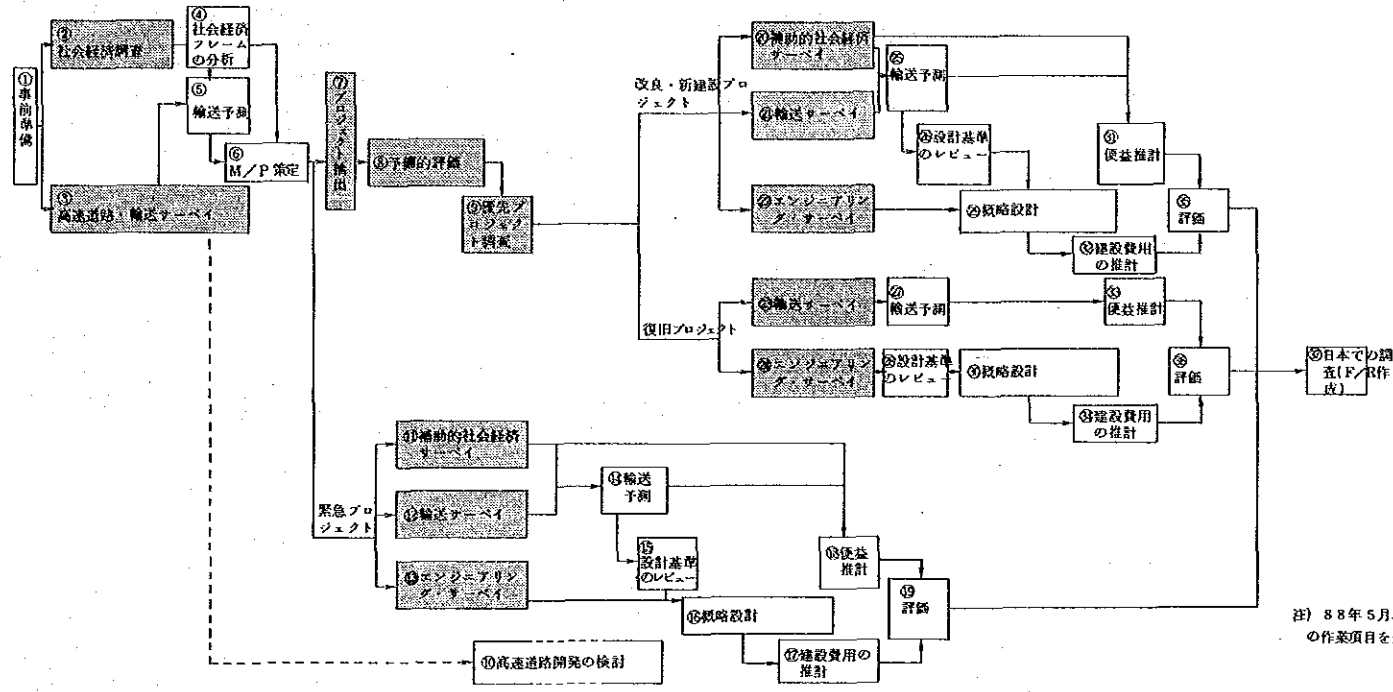 ①事前準備
②
社会経済調査
③
高速道路・輸送サーベイ
④
社会経済
フレーム
の分析
⑤
輸送予測
⑥
M/P策定
⑦プロジェクト抽出
⑧予備的評価
⑨優先プ
ロジェク
ト
改良・新建設プロ
ジェクト
復旧プロジェクト
緊急プロ
ジェクト
補助的社会経済
サーベイ
輸送サーベイ
エンジニアリン
グ・サーベイ
輸送予測
設計基準
のレビュー
概略設計
㉛
便益推計
㉜建設費用
の推計
㉟
評価
輸送サーベイ
㉗
輸送予測
㉝
便益推計
エンジニアリン
グ・サーベイ
設計基準
のレビュー
㉚概略設計
㉞建設費用
の推計
㊱
評価
㊲日本での調
査(F/R作
成)
⑪補助的社会経済
サーベイ
⑫輸送サーベイ
エンジニアリン
グ・サーベイ
⑭輸送
予測
⑮
設計基準
のレビュー
⑯概略設計
⑰建設費用の
推計
⑱便益
推計
⑲
評価
⑩高速道路開発の検討
注) 88年5月
の作業項目を